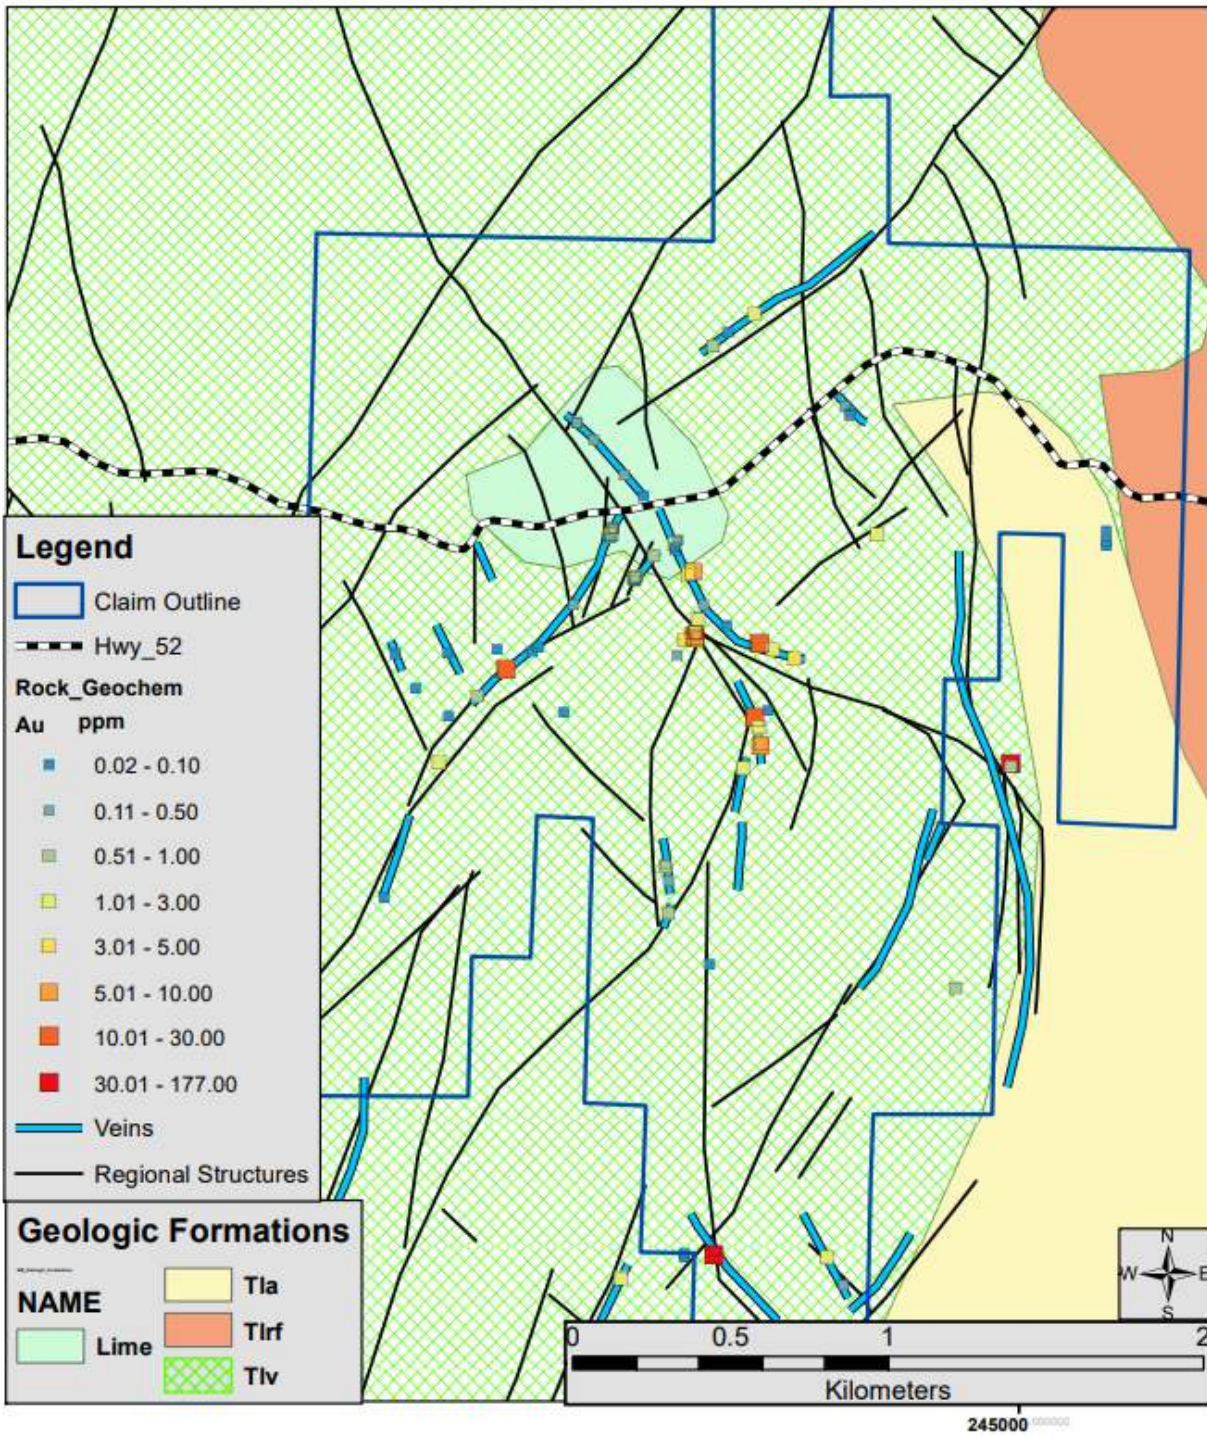 Legend
Claim Outline
Hwy_52
Rock_Geochem
Au ppm
0.02 - 0.10
0.11 - 0.50
0.51 - 1.00
1.01 - 3.00
3.01 - 5.00
5.01 - 10.00
10.01 - 30.00
30.01 - 177.00
Veins
Regional Structures
Geologic Formations
NAME
Lime
Tla
Tlrf
Tlv
N
W E
S
0 0.5 1 2
Kilometers
245000